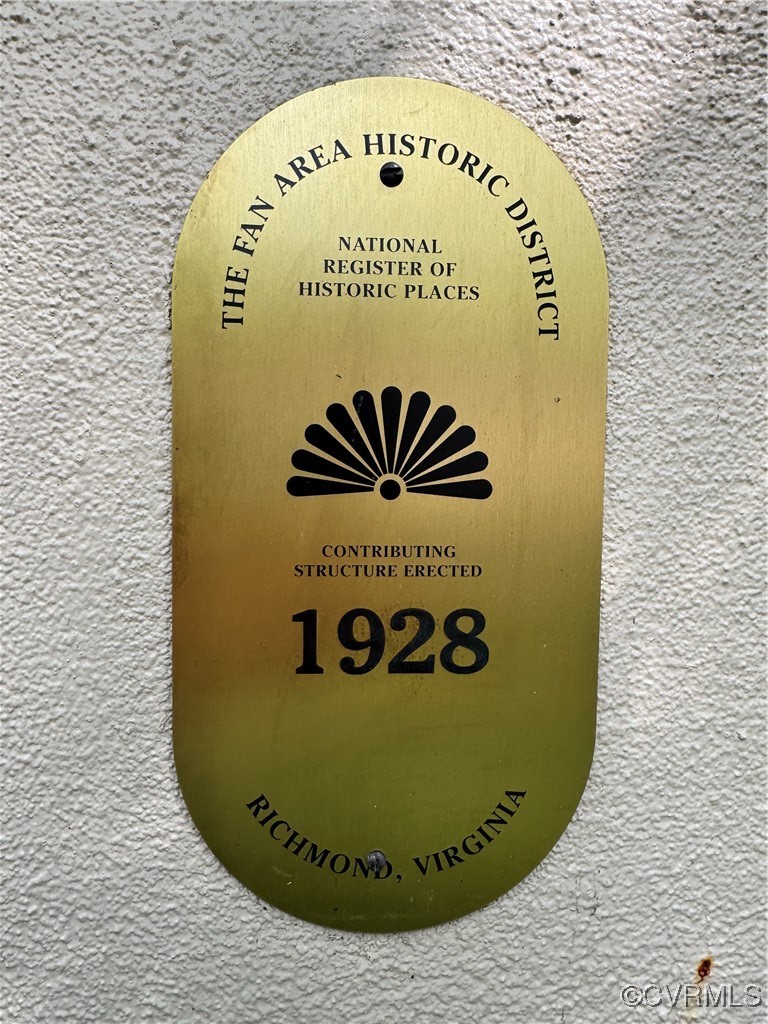 THE FAN AREA HISTORIC DISTRICT
NATIONAL
REGISTER OF
HISTORIC PLACES
CONTRIBUTING
STRUCTURE ERECTED
1928
RICHMOND, VIRGINIA
©CVRMLS